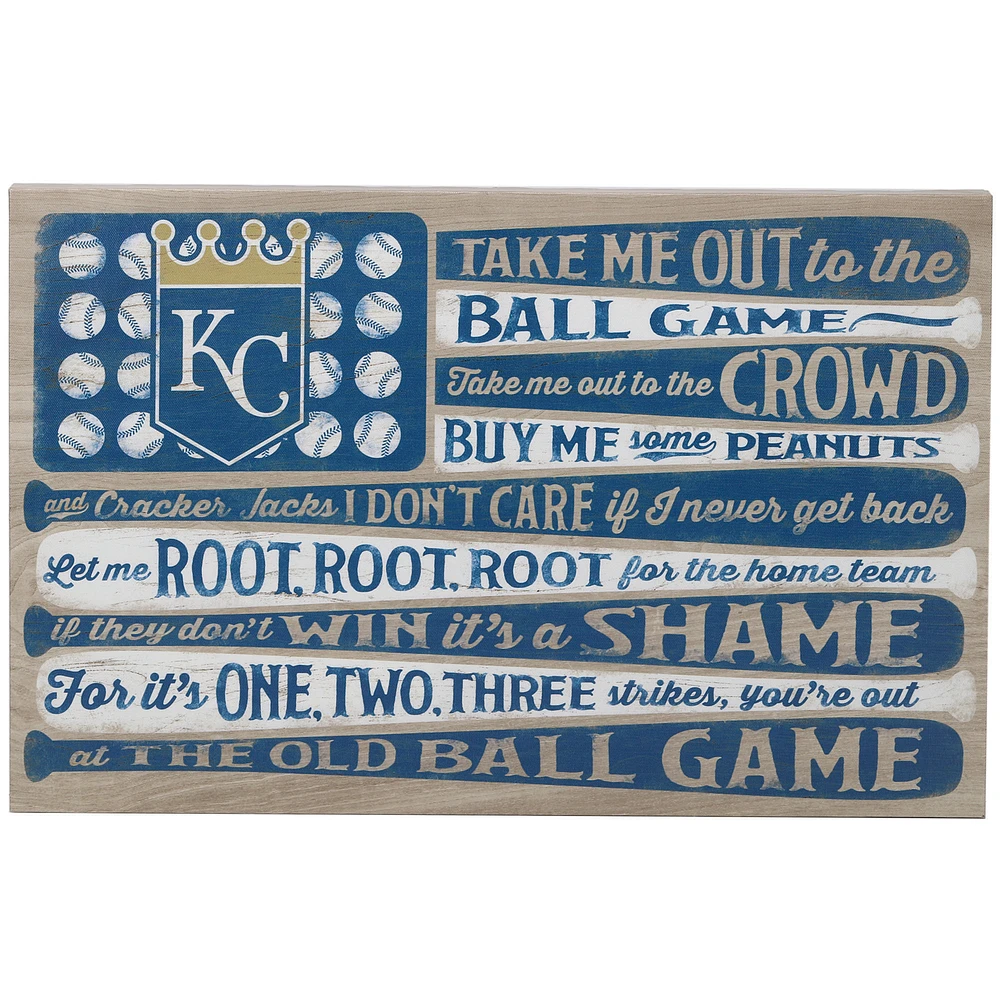 KC
TAKE ME OUT to the
BALL GAME
Take me out to the CROWD
BUY ME some PEANUTS
and Cracker Jacks I DON'T CARE if I never get back
Let me ROOT, ROOT, ROOT for the home team
if they don't WIN it's a SHAME
For it's ONE, TWO, THREE strikes, you're out
at THE OLD BALL GAME